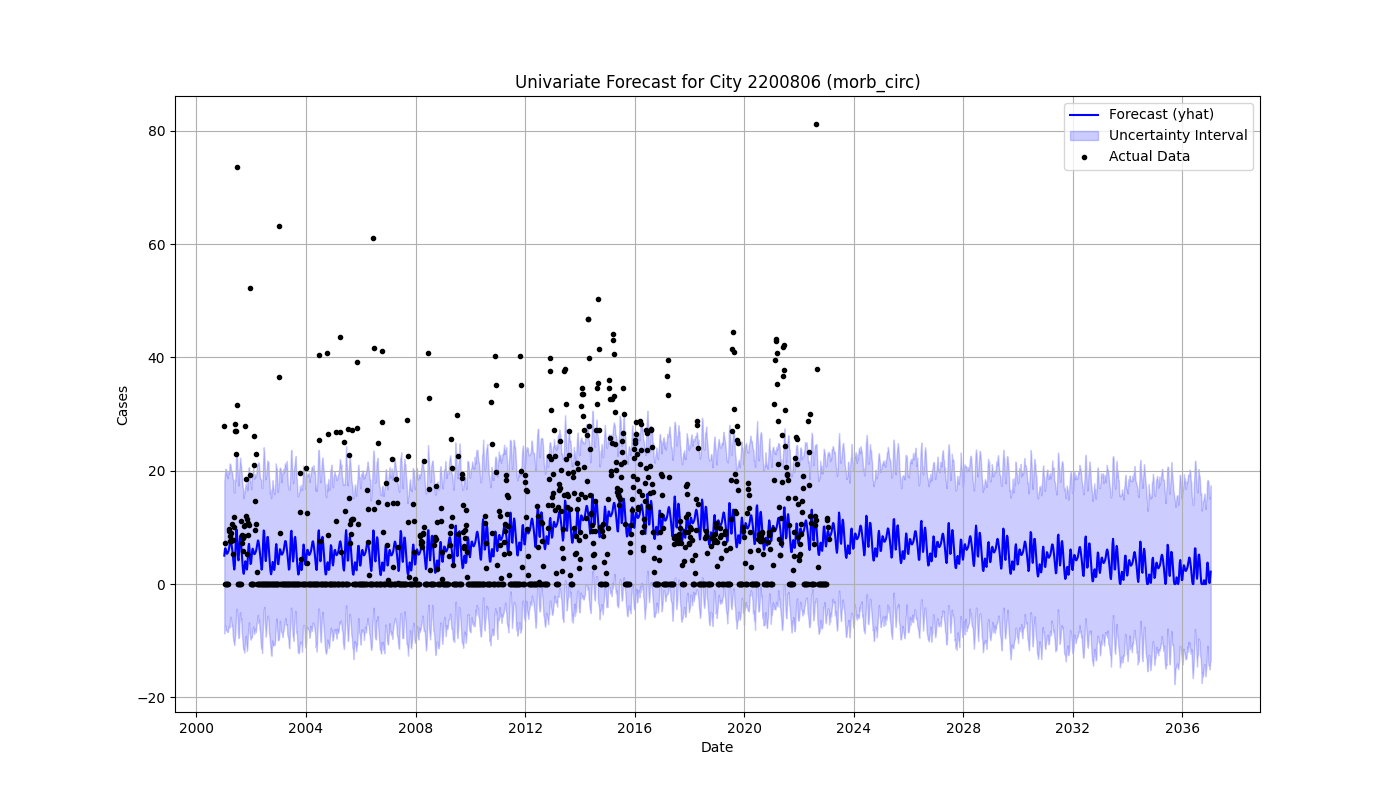 Univariate Forecast for City 2200806 (morb_circ)
Forecast (yhat)
Uncertainty Interval
Actual Data
80
60
40
20
0
−20
Cases
2000 2004 2008 2012 2016 2020 2024 2028 2032 2036
Date